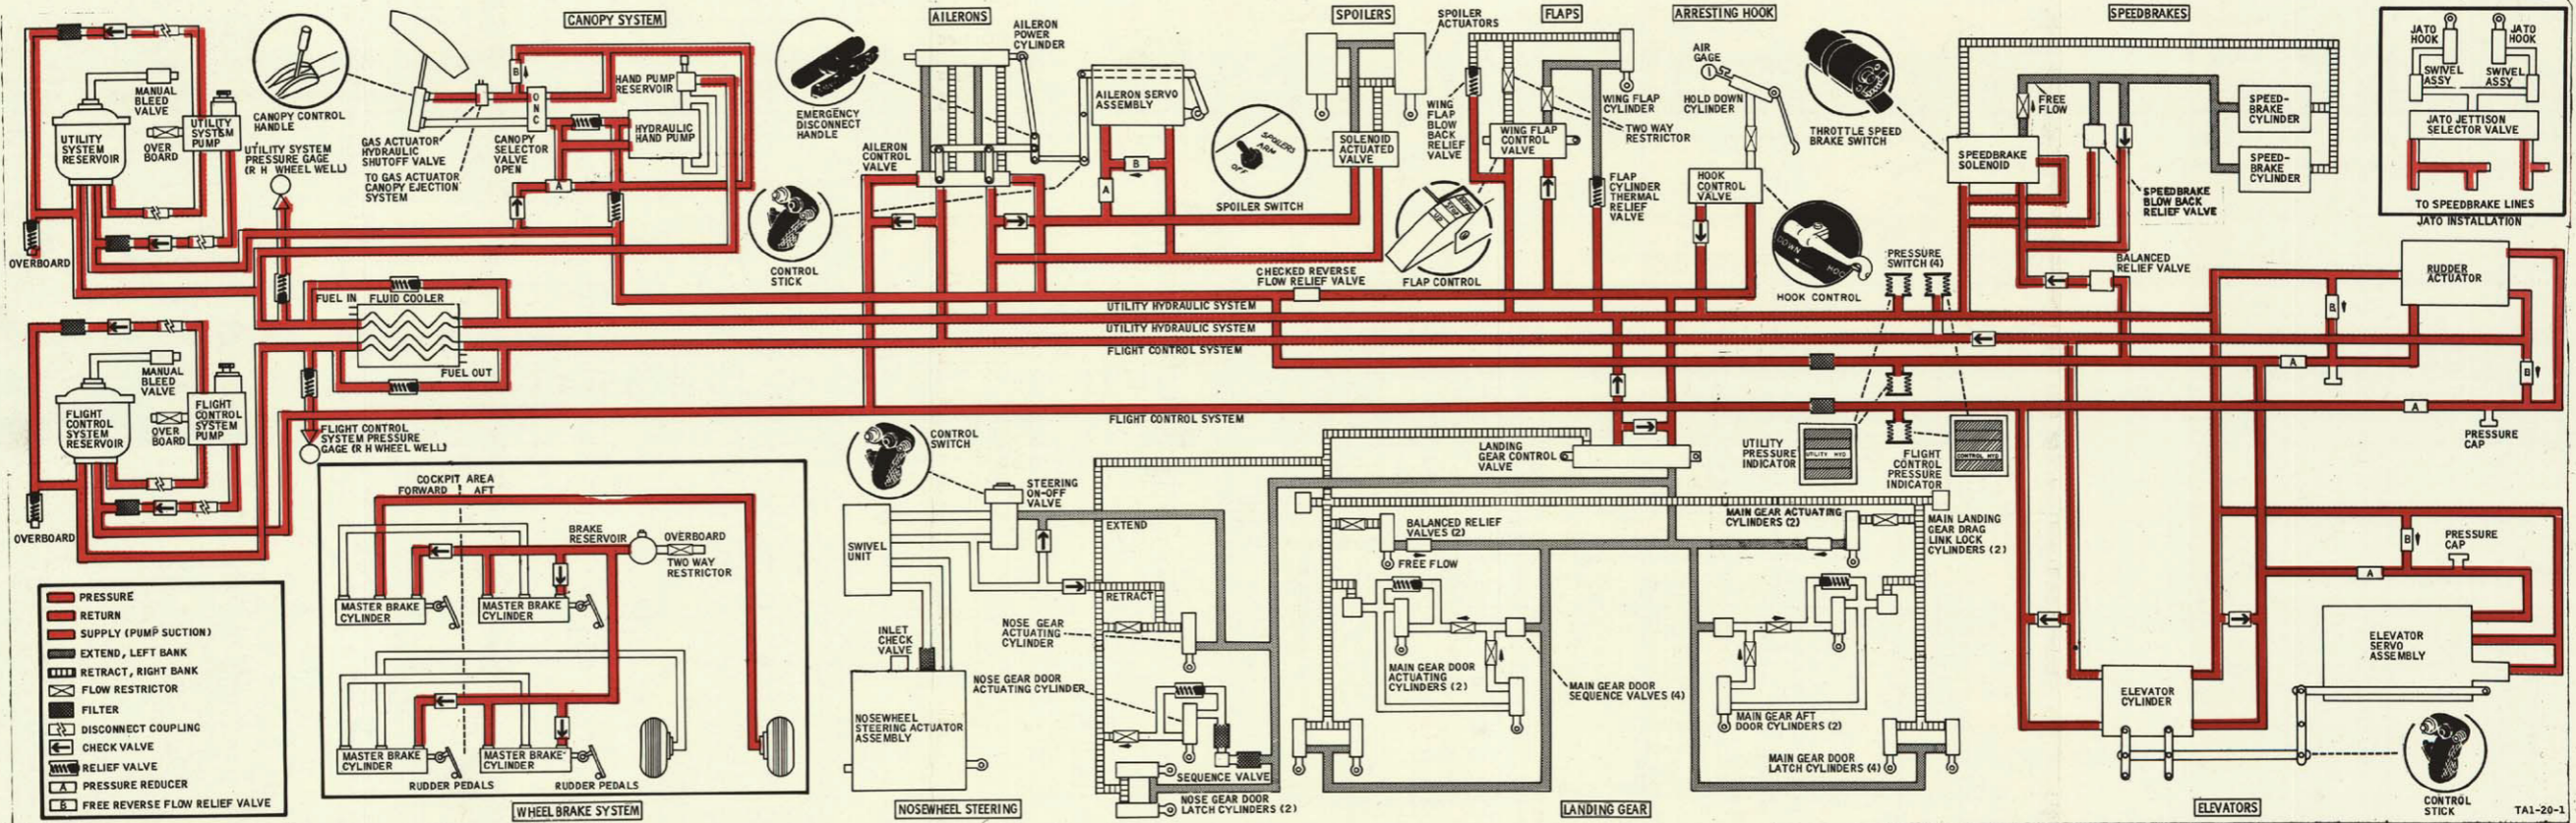 CANOPY SYSTEM
MANUAL
BLEED
VALVE
UTILITY
SYSTEM
RESERVOIR
OVER
BOARD
UTILITY
SYSTEM
PUMP
OVERBOARD
CANOPY CONTROL
HANDLE
UTILITY SYSTEM
PRESSURE GAGE
(R H WHEEL WELL)
GAS ACTUATOR
HYDRAULIC
SHUTOFF VALVE
TO GAS ACTUATOR
CANOPY EJECTION
SYSTEM
B
O
N
C
CANOPY
SELECTOR
VALVE
OPEN
HAND PUMP
RESERVOIR
HYDRAULIC
HAND PUMP
A
FUEL IN
FLUID COOLER
FUEL OUT
AILERONS
AILERON
POWER
CYLINDER
EMERGENCY
DISCONNECT
HANDLE
AILERON
CONTROL
VALVE
AILERON SERVO
ASSEMBLY
B
A
CONTROL
STICK
SPOILERS
SPOILER
ACTUATORS
SPOILERS
ARM
OFF
SPOILER SWITCH
SOLENOID
ACTUATED
VALVE
CHECKED REVERSE
FLOW RELIEF VALVE
FLAPS
WING
FLAP
BLOW
BACK
RELIEF
VALVE
WING FLAP
CYLINDER
TWO WAY
RESTRICTOR
WING FLAP
CONTROL
VALVE
FLAP
CYLINDER
THERMAL
RELIEF
VALVE
FLAP CONTROL
ARRESTING HOOK
AIR
GAGE
HOLD DOWN
CYLINDER
HOOK
CONTROL
VALVE
DOWN
HOOK CONTROL
SPEEDBRAKES
THROTTLE SPEED
BRAKE SWITCH
FREE
FLOW
SPEEDBRAKE
SOLENOID
SPEED-
BRAKE
CYLINDER
SPEED-
BRAKE
CYLINDER
SPEEDBRAKE
BLOW BACK
RELIEF VALVE
BALANCED
RELIEF VALVE
PRESSURE
SWITCH (4)
JATO
HOOK
JATO
HOOK
SWIVEL
ASSY
SWIVEL
ASSY
JATO JETTISON
SELECTOR VALVE
TO SPEEDBRAKE LINES
JATO INSTALLATION
RUDDER
ACTUATOR
B
UTILITY HYDRAULIC SYSTEM
UTILITY HYDRAULIC SYSTEM
FLIGHT CONTROL SYSTEM
A
B
FLIGHT CONTROL SYSTEM
A
PRESSURE
CAP
MANUAL
BLEED
VALVE
FLIGHT
CONTROL
SYSTEM
RESERVOIR
OVER
BOARD
FLIGHT
CONTROL
SYSTEM
PUMP
OVERBOARD
FLIGHT CONTROL
SYSTEM PRESSURE
GAGE (R H WHEEL WELL)
PRESSURE
RETURN
SUPPLY (PUMP SUCTION)
EXTEND, LEFT BANK
RETRACT, RIGHT BANK
FLOW RESTRICTOR
FILTER
DISCONNECT COUPLING
CHECK VALVE
RELIEF VALVE
A PRESSURE REDUCER
B FREE REVERSE FLOW RELIEF VALVE
COCKPIT AREA
FORWARD AFT
BRAKE
RESERVOIR
OVERBOARD
TWO WAY
RESTRICTOR
MASTER BRAKE
CYLINDER
MASTER BRAKE
CYLINDER
MASTER BRAKE
CYLINDER
MASTER BRAKE
CYLINDER
RUDDER PEDALS
RUDDER PEDALS
WHEEL BRAKE SYSTEM
CONTROL
SWITCH
STEERING
ON-OFF
VALVE
SWIVEL
UNIT
EXTEND
RETRACT
INLET
CHECK
VALVE
NOSEWHEEL
STEERING ACTUATOR
ASSEMBLY
NOSE GEAR
ACTUATING
CYLINDER
NOSE GEAR DOOR
ACTUATING CYLINDER
SEQUENCE VALVE
NOSE GEAR DOOR
LATCH CYLINDERS (2)
NOSEWHEEL STEERING
LANDING
GEAR CONTROL
VALVE
BALANCED RELIEF
VALVES (2)
FREE FLOW
MAIN GEAR ACTUATING
CYLINDERS (2)
MAIN LANDING
GEAR DRAG
LINK LOCK
CYLINDERS (2)
MAIN GEAR DOOR
ACTUATING
CYLINDERS (2)
MAIN GEAR DOOR
SEQUENCE VALVES (4)
MAIN GEAR AFT
DOOR CYLINDERS (2)
MAIN GEAR DOOR
LATCH CYLINDERS (4)
LANDING GEAR
UTILITY
PRESSURE
INDICATOR
UTILITY HYD
FLIGHT
CONTROL
PRESSURE
INDICATOR
CONTROL HYD
B
PRESSURE
CAP
A
ELEVATOR
SERVO
ASSEMBLY
ELEVATOR
CYLINDER
ELEVATORS
CONTROL
STICK
TA1-20-1